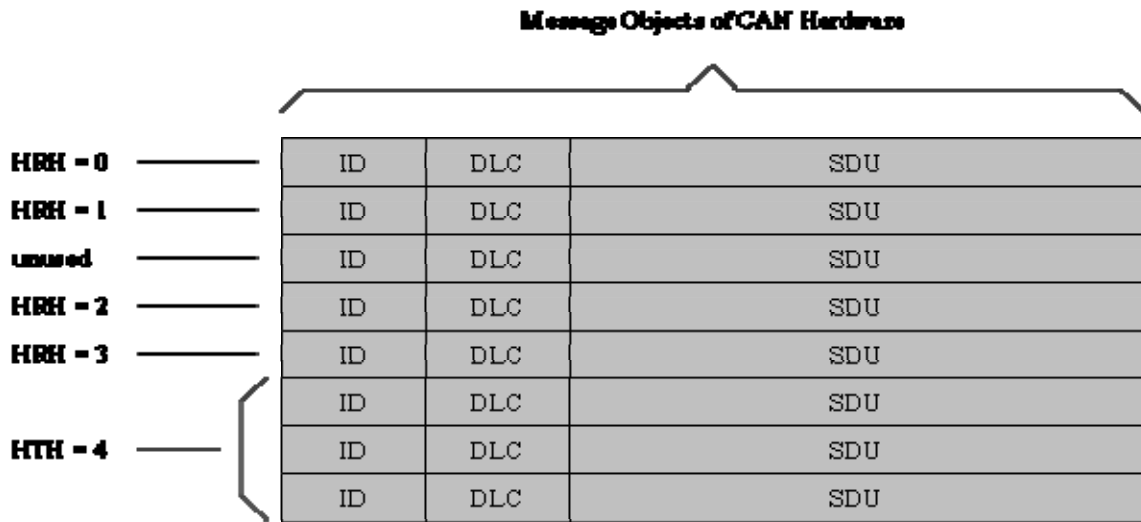 Message Objects of CAN Hardware
HRH = 0 ID DLC SDU
HRH = 1 ID DLC SDU
unused ID DLC SDU
HRH = 2 ID DLC SDU
HRH = 3 ID DLC SDU
ID DLC SDU
HTH = 4 ID DLC SDU
ID DLC SDU